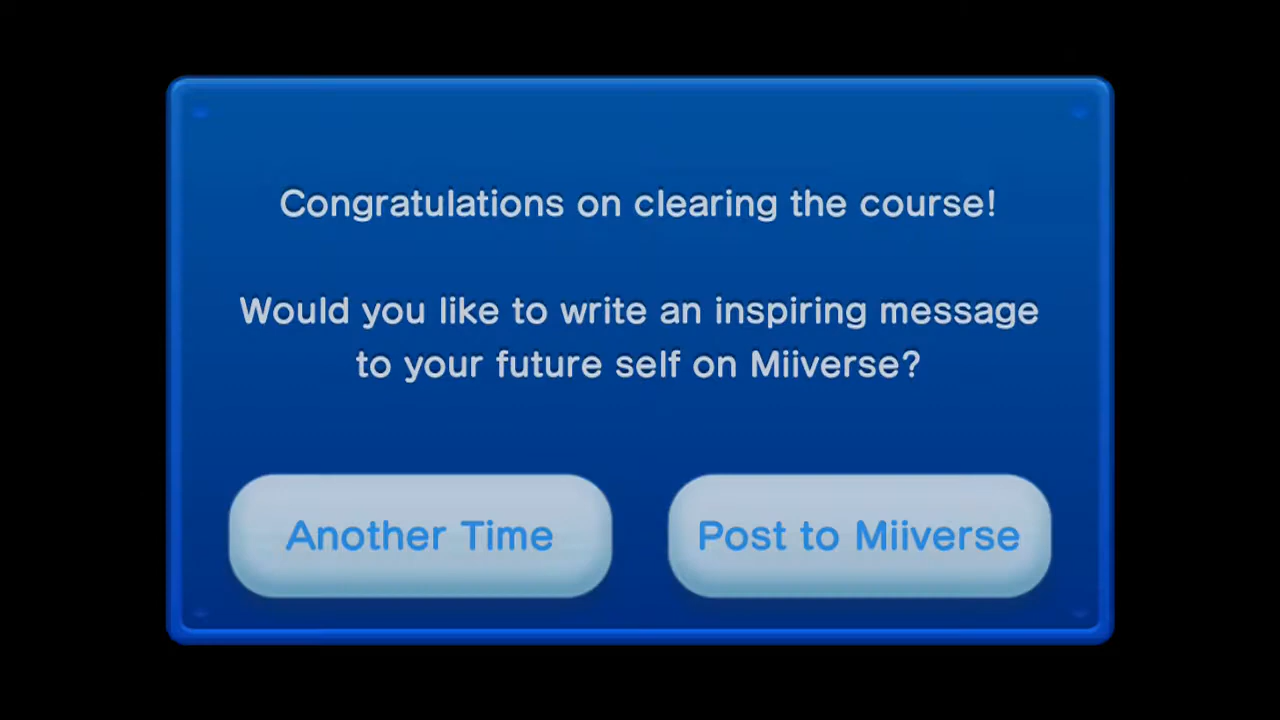 Congratulations on clearing the course!
Would you like to write an inspiring message
to your future self on Miiverse?
Another Time
Post to Miiverse